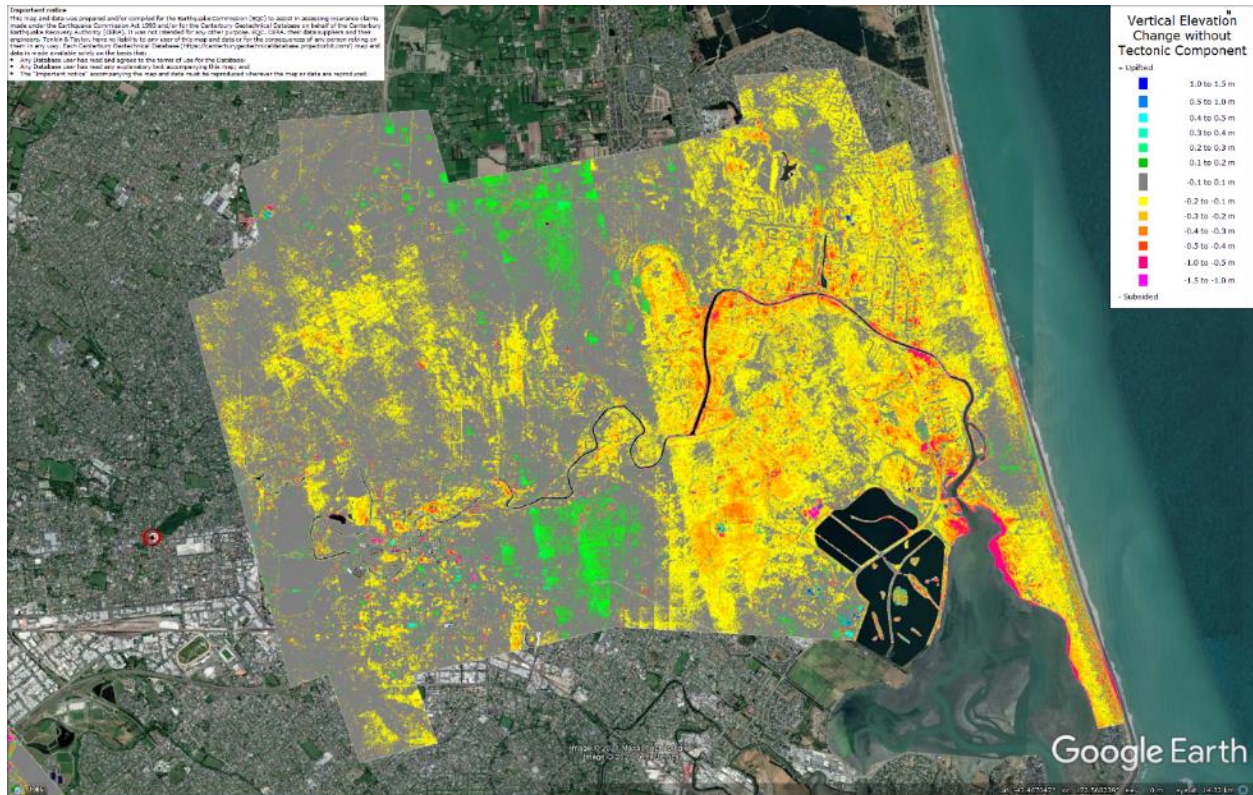 Important notice
This map and data was prepared and/or compiled for the Earthquake Commission (EQC) to assist in assessing insurance claims
made under the Earthquake Commission Act 1993 and/or for the Canterbury Geotechnical Database on behalf of the Canterbury
Earthquake Recovery Authority (CERA). It was not intended for any other purpose. EQC, CERA, their data suppliers and their
engineers, Tonkin & Taylor, have no liability to any user of this map and data or for the consequences of any person relying on
them in any way. Each Canterbury Geotechnical Database (https://canterburygeotechnicaldatabase.projectorbit.com/) map and
data is made available solely on the basis that:
• Any Database user has read and agrees to the terms of use for the Database;
• Any Database user has read any explanatory text accompanying this map; and
• The "Important notice" accompanying the map and data must be reproduced wherever the map or data are reproduced.
Vertical Elevation
Change without
Tectonic Component
+ Uplifted
1.0 to 1.5 m
0.5 to 1.0 m
0.4 to 0.5 m
0.3 to 0.4 m
0.2 to 0.3 m
0.1 to 0.2 m
-0.1 to 0.1 m
-0.2 to -0.1 m
-0.3 to -0.2 m
-0.4 to -0.3 m
-0.5 to -0.4 m
-1.0 to -0.5 m
-1.5 to -1.0 m
- Subsided
Google Earth